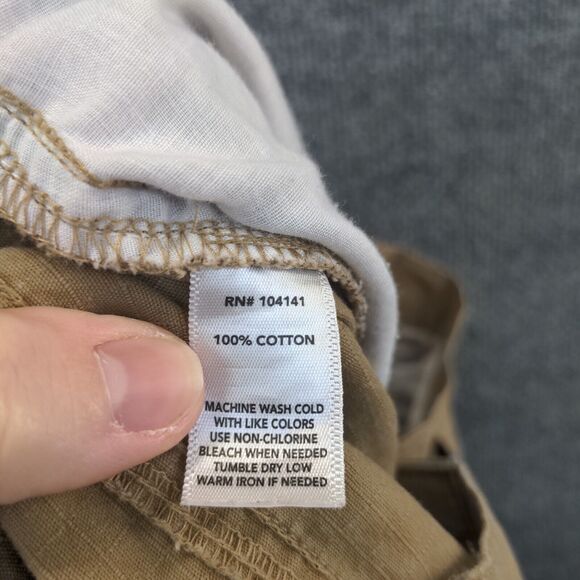 RN# 104141
100% COTTON
MACHINE WASH COLD
WITH LIKE COLORS
USE NON-CHLORINE
BLEACH WHEN NEEDED
TUMBLE DRY LOW
WARM IRON IF NEEDED